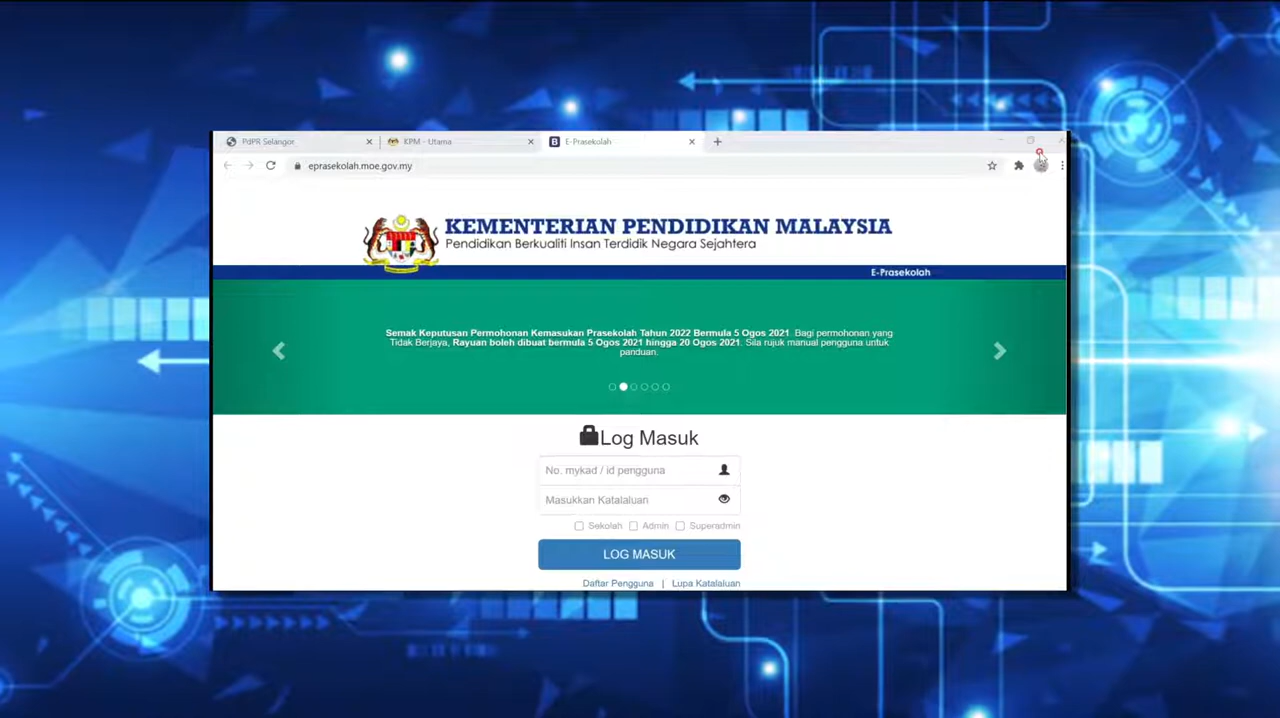 PdPR Selangor
KPM - Utama
E-Prasekolah
eprasekolah.moe.gov.my
KEMENTERIAN PENDIDIKAN MALAYSIA
Pendidikan Berkualiti Insan Terdidik Negara Sejahtera
E-Prasekolah
Semak Keputusan Permohonan Kemasukan Prasekolah Tahun 2022 Bermula 5 Ogos 2021. Bagi permohonan yang
Tidak Berjaya, Rayuan boleh dibuat bermula 5 Ogos 2021 hingga 20 Ogos 2021. Sila rujuk manual pengguna untuk
panduan.
Log Masuk
No. mykad / id pengguna
Masukkan Katalaluan
Sekolah Admin Superadmin
LOG MASUK
Daftar Pengguna | Lupa Katalaluan